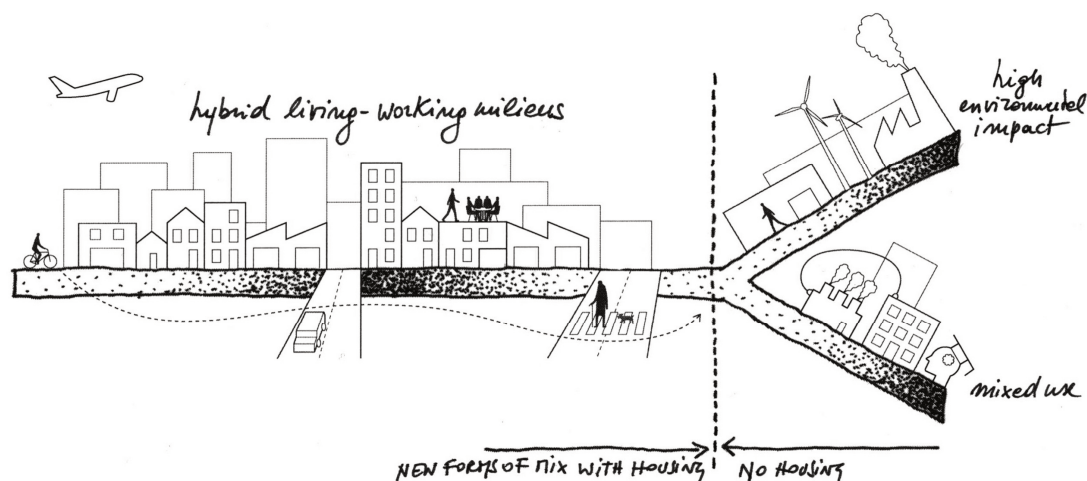 hybrid living-working milieus
high
environmental
impact
mixed use
NEW FORMS OF MIX WITH HOUSING
NO HOUSING